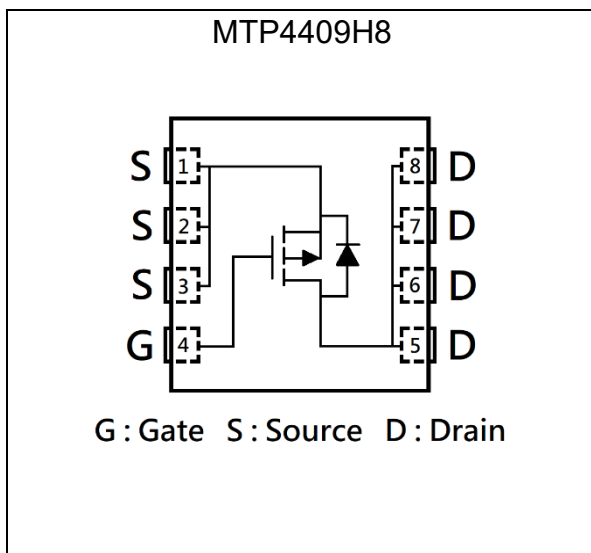 MTP4409H8
S 1 8 D
S 2 7 D
S 3 6 D
G 4 5 D
G : Gate S : Source D : Drain